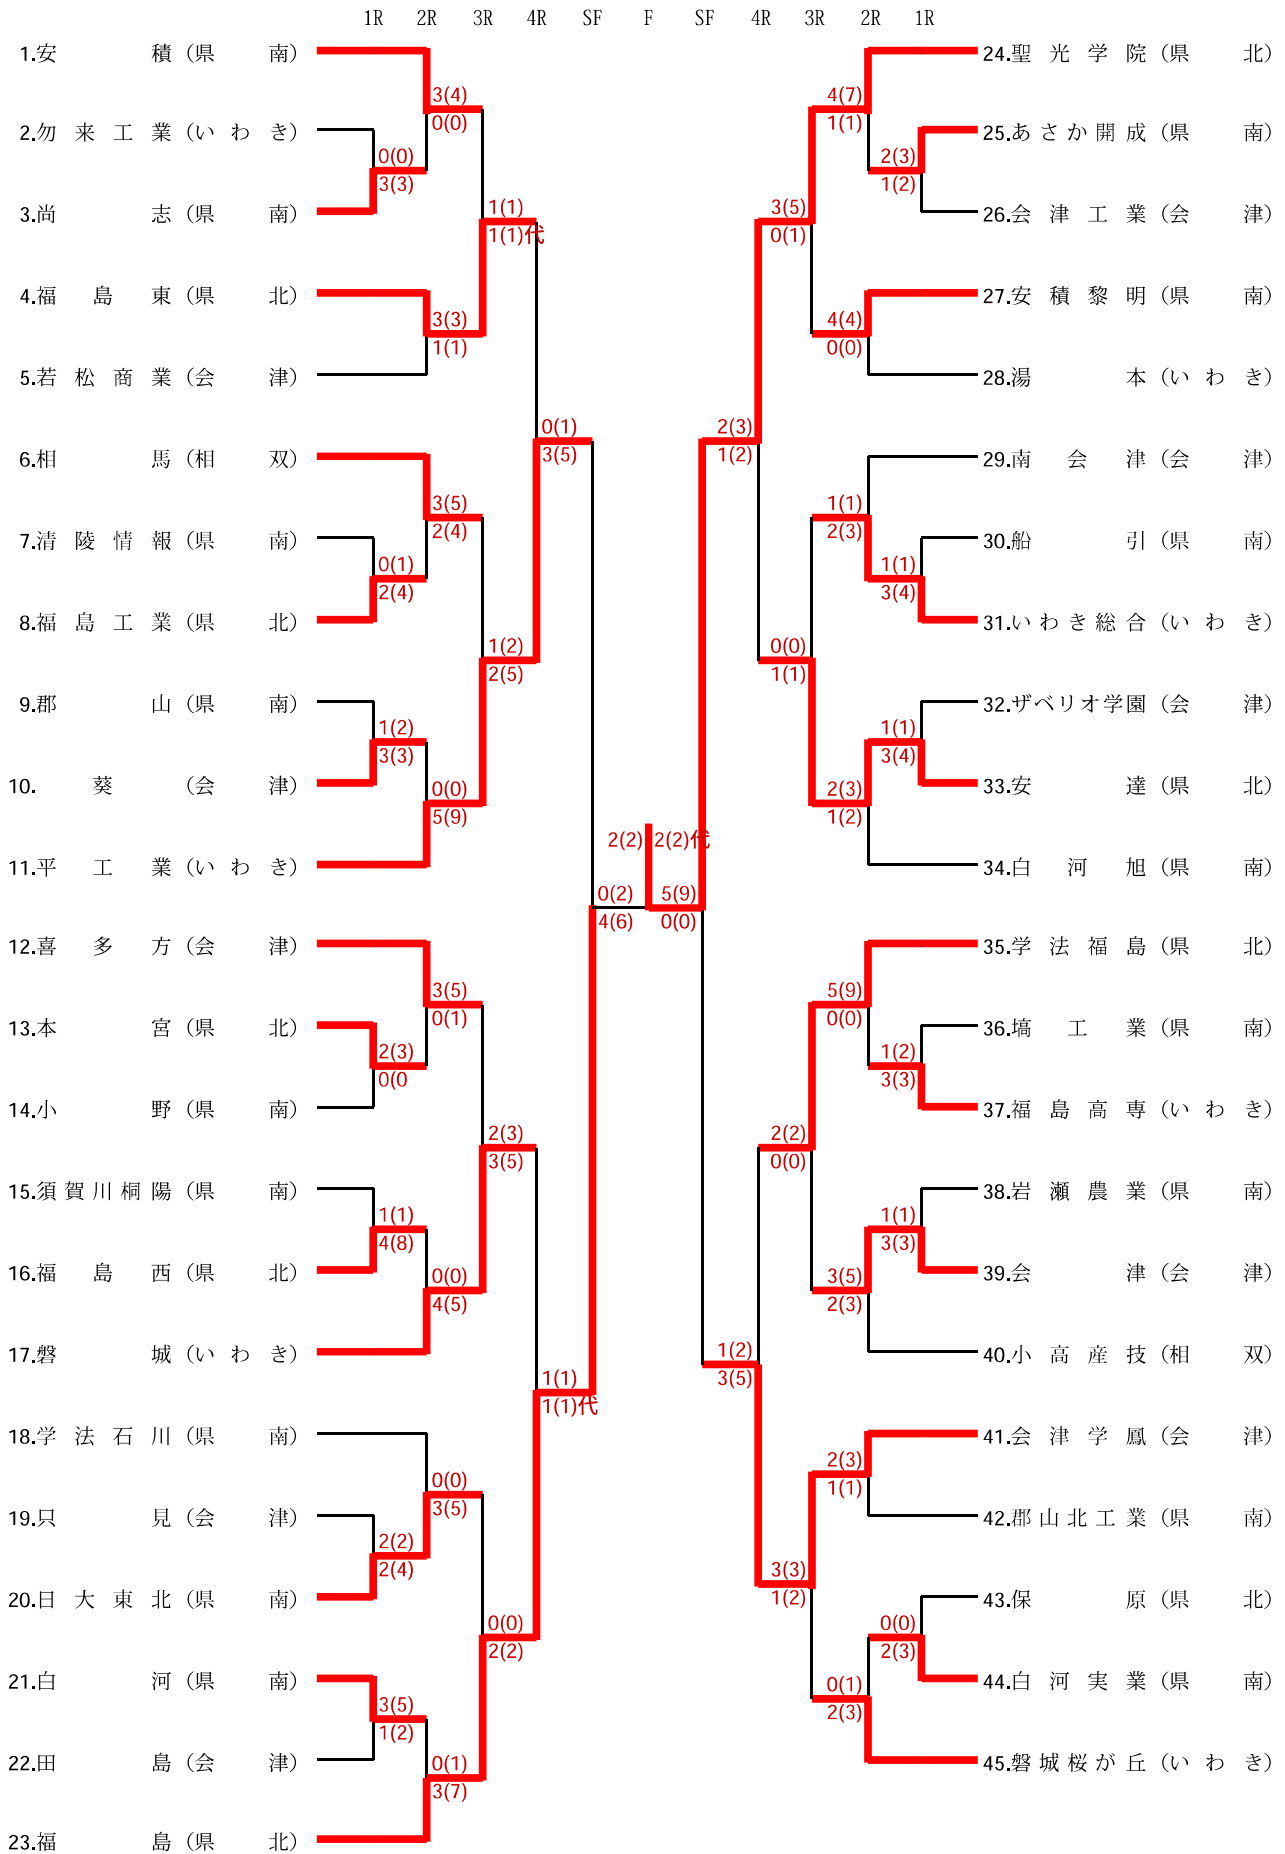 1R 2R 3R 4R SF F SF 4R 3R 2R 1R
1.安積(県南)
3(4)
0(0)
2.勿来工業(いわき)
0(0)
3(3)
3.尚志(県南)
1(1)
1(1)代
4.福島東(県北)
3(3)
1(1)
5.若松商業(会津)
0(1)
3(5)
6.相馬(相双)
3(5)
2(4)
7.清陵情報(県南)
0(1)
2(4)
8.福島工業(県北)
1(2)
2(5)
9.郡山(県南)
1(2)
3(3)
10.葵(会津)
0(0)
5(9)
11.平工業(いわき)
0(2)
4(6)
12.喜多方(会津)
3(5)
0(1)
13.本宮(県北)
2(3)
0(0
14.小野(県南)
2(3)
3(5)
15.須賀川桐陽(県南)
1(1)
4(8)
16.福島西(県北)
0(0)
4(5)
17.磐城(いわき)
1(1)
1(1)代
18.学法石川(県南)
0(0)
3(5)
19.只見(会津)
2(2)
2(4)
20.日大東北(県南)
0(0)
2(2)
21.白河(県南)
3(5)
1(2)
22.田島(会津)
0(1)
3(7)
23.福島(県北)
2(2) 2(2)代
5(9)
0(0)
24.聖光学院(県北)
4(7)
1(1)
25.あさか開成(県南)
2(3)
1(2)
26.会津工業(会津)
3(5)
0(1)
27.安積黎明(県南)
4(4)
0(0)
28.湯本(いわき)
2(3)
1(2)
29.南会津(会津)
1(1)
2(3)
30.船引(県南)
1(1)
3(4)
31.いわき総合(いわき)
0(0)
1(1)
32.ザベリオ学園(会津)
1(1)
3(4)
33.安達(県北)
2(3)
1(2)
34.白河旭(県南)
35.学法福島(県北)
5(9)
0(0)
36.塙工業(県南)
1(2)
3(3)
37.福島高専(いわき)
2(2)
0(0)
38.岩瀬農業(県南)
1(1)
3(3)
39.会津(会津)
3(5)
2(3)
40.小高産技(相双)
1(2)
3(5)
41.会津学鳳(会津)
2(3)
1(1)
42.郡山北工業(県南)
3(3)
1(2)
43.保原(県北)
0(0)
2(3)
44.白河実業(県南)
0(1)
2(3)
45.磐城桜が丘(いわき)